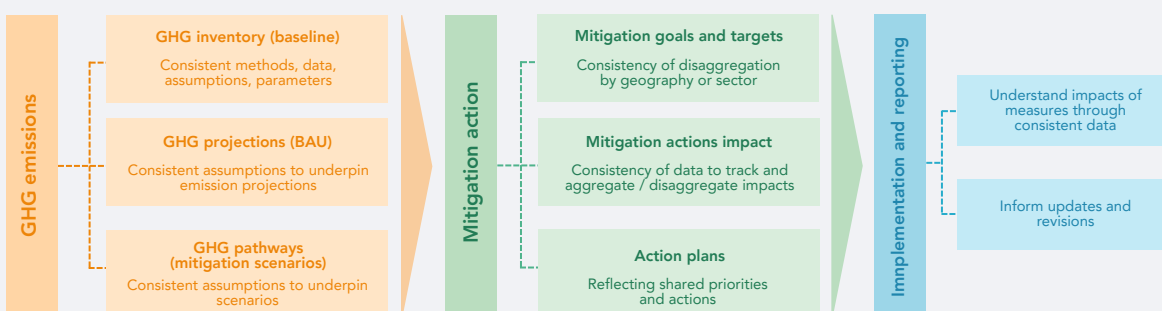 GHG emissions
GHG inventory (baseline)
Consistent methods, data,
assumptions, parameters
GHG projections (BAU)
Consistent assumptions to underpin
emission projections
GHG pathways
(mitigation scenarios)
Consistent assumptions to underpin
scenarios
Mitigation action
Mitigation goals and targets
Consistency of disaggregation
by geography or sector
Mitigation actions impact
Consistency of data to track and
aggregate / disaggregate impacts
Action plans
Reflecting shared priorities
and actions
Imnplementation and reporting
Understand impacts of
measures through
consistent data
Inform updates and
revisions